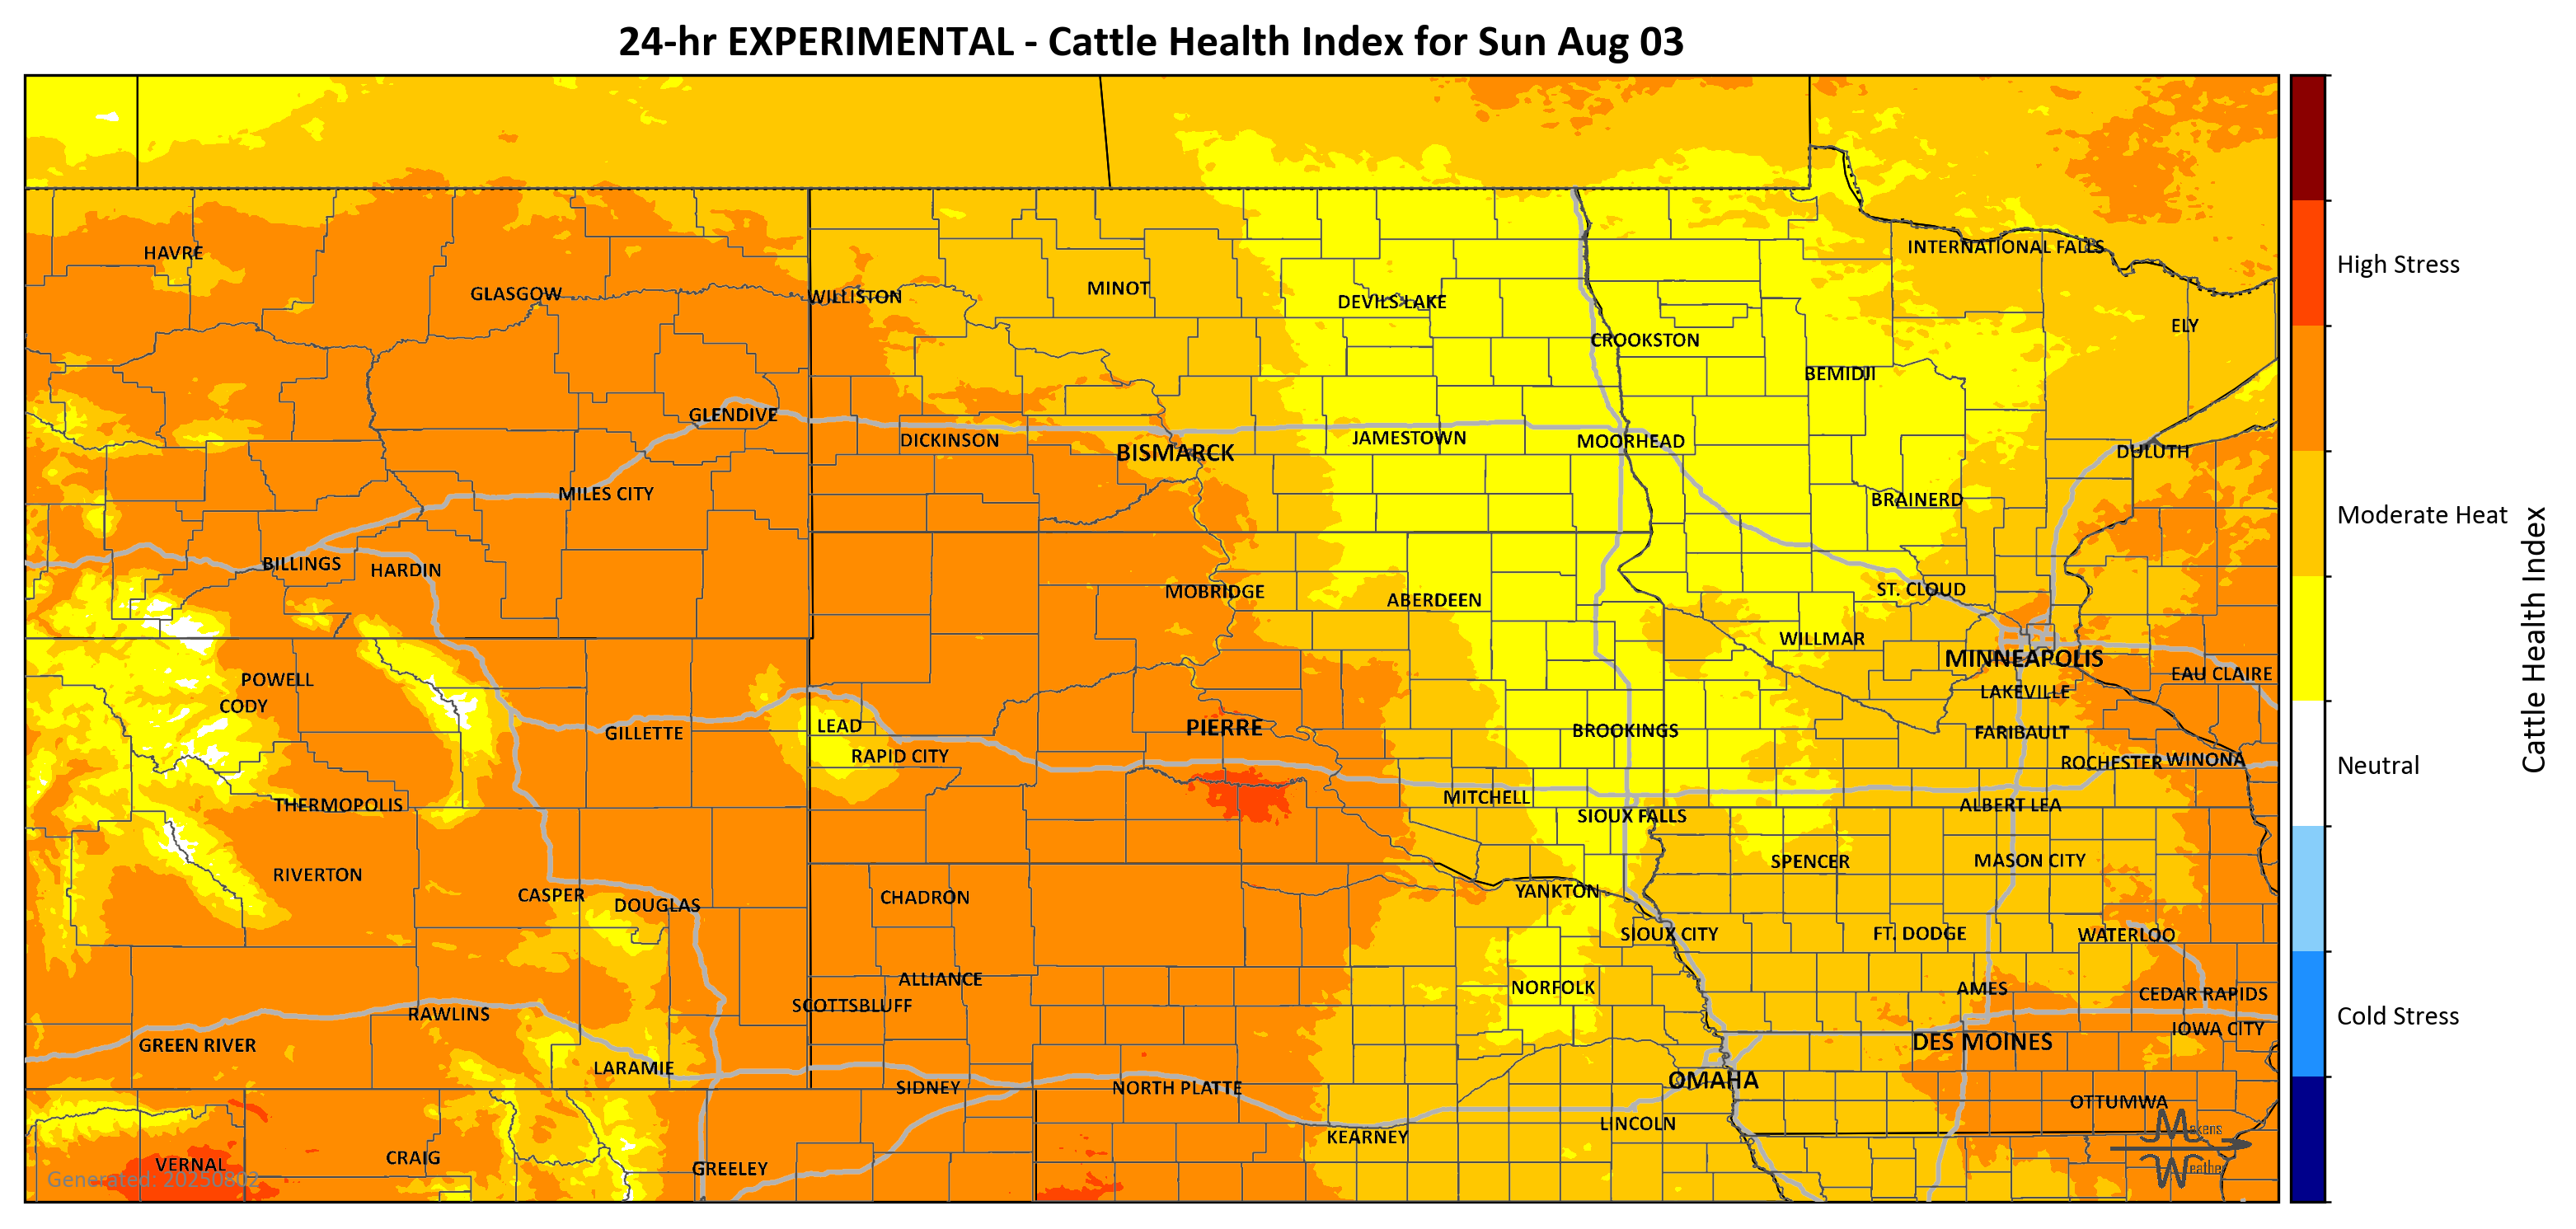 24-hr EXPERIMENTAL - Cattle Health Index for Sun Aug 03
HAVRE
GLASGOW
WILLISTON
MINOT
DEVILS LAKE
CROOKSTON
INTERNATIONAL FALLS
ELY
BEMIDJI
GLENDIVE
DICKINSON
BISMARCK
JAMESTOWN
MOORHEAD
DULUTH
MILES CITY
BRAINERD
BILLINGS
HARDIN
MOBRIDGE
ABERDEEN
ST. CLOUD
WILLMAR
MINNEAPOLIS
POWELL
CODY
LAKEVILLE
EAU CLAIRE
GILLETTE
LEAD
RAPID CITY
PIERRE
BROOKINGS
FARIBAULT
ROCHESTER
WINONA
THERMOPOLIS
MITCHELL
SIOUX FALLS
ALBERT LEA
RIVERTON
CASPER
DOUGLAS
CHADRON
YANKTON
SPENCER
MASON CITY
SIOUX CITY
FT. DODGE
WATERLOO
ALLIANCE
SCOTTSBLUFF
NORFOLK
AMES
CEDAR RAPIDS
RAWLINS
GREEN RIVER
LARAMIE
DES MOINES
IOWA CITY
SIDNEY
NORTH PLATTE
OMAHA
OTTUMWA
KEARNEY
LINCOLN
VERNAL
CRAIG
GREELEY
Generated: 20250802
Makens
Weather
High Stress
Moderate Heat
Neutral
Cold Stress
Cattle Health Index